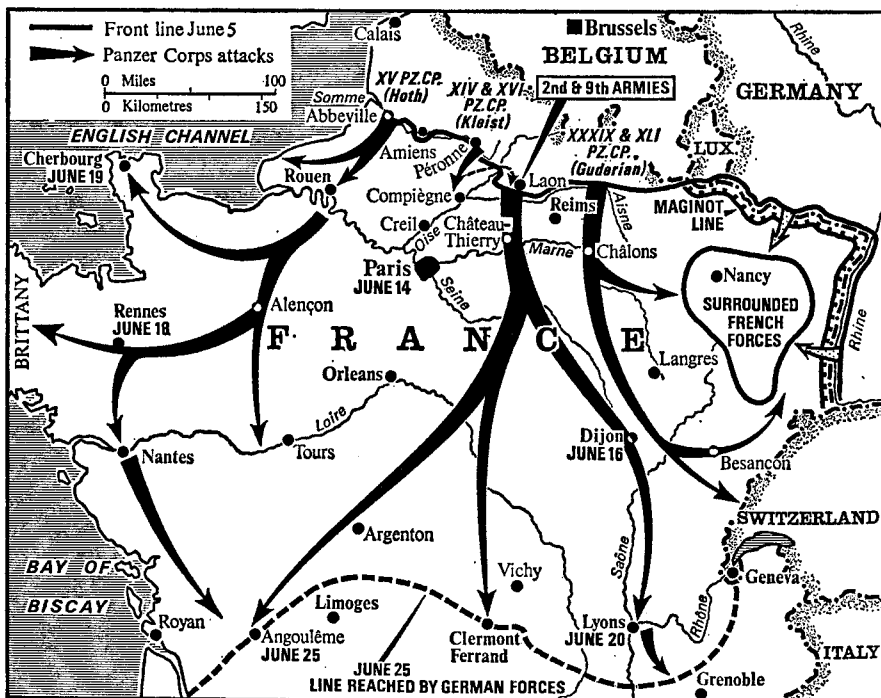 Front line June 5
Panzer Corps attacks
0 Miles 100
0 Kilometres 150
Calais
Brussels
BELGIUM
2nd & 9th ARMIES
Rhine
GERMANY
XV PZ.CP.
(Hoth)
XIV & XVI
PZ.CP.
(Kleist)
XXXIX & XLI
PZ.CP.
(Guderian)
LUX.
Somme
Abbeville
ENGLISH CHANNEL
Cherbourg
JUNE 19
Amiens
Péronne
Rouen
Compiègne
Laon
Reims
Aisne
MAGINOT
LINE
Creil
Oise
Château-
Thierry
Marne
Châlons
Paris
JUNE 14
Seine
Nancy
SURROUNDED
FRENCH
FORCES
Rhine
Rennes
JUNE 18
Alençon
BRITTANY
FRANCE
Langres
Orleans
Loire
Nantes
Tours
Dijon
JUNE 16
Besançon
SWITZERLAND
Argenton
Saône
BAY OF
BISCAY
Vichy
Geneva
Royan
Limoges
Angoulême
JUNE 25
Clermont
Ferrand
Lyons
JUNE 20
Rhône
ITALY
JUNE 25
LINE REACHED BY GERMAN FORCES
Grenoble